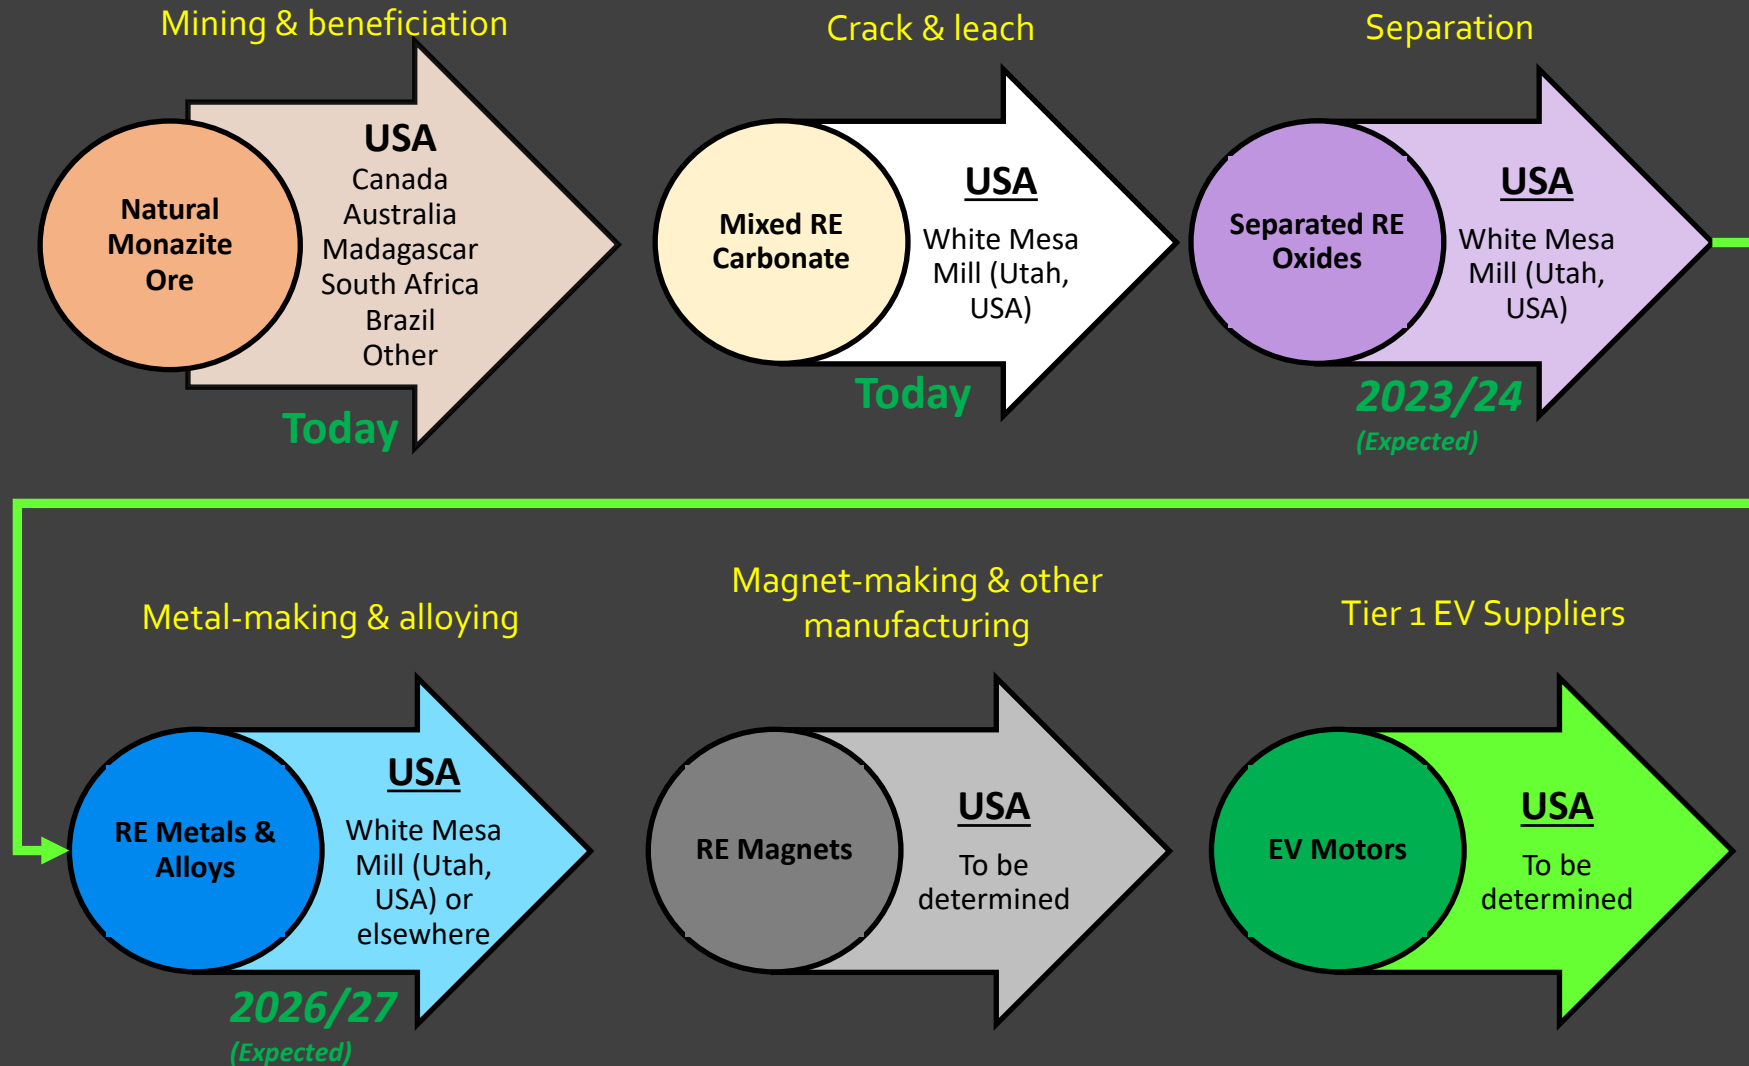 Mining & beneficiation
Natural
Monazite
Ore
USA
Canada
Australia
Madagascar
South Africa
Brazil
Other
Today
Crack & leach
Mixed RE
Carbonate
USA
White Mesa
Mill (Utah,
USA)
Today
Separation
Separated RE
Oxides
USA
White Mesa
Mill (Utah,
USA)
2023/24
(Expected)
Metal-making & alloying
RE Metals &
Alloys
USA
White Mesa
Mill (Utah,
USA) or
elsewhere
2026/27
(Expected)
Magnet-making & other
manufacturing
RE Magnets
USA
To be
determined
Tier 1 EV Suppliers
EV Motors
USA
To be
determined